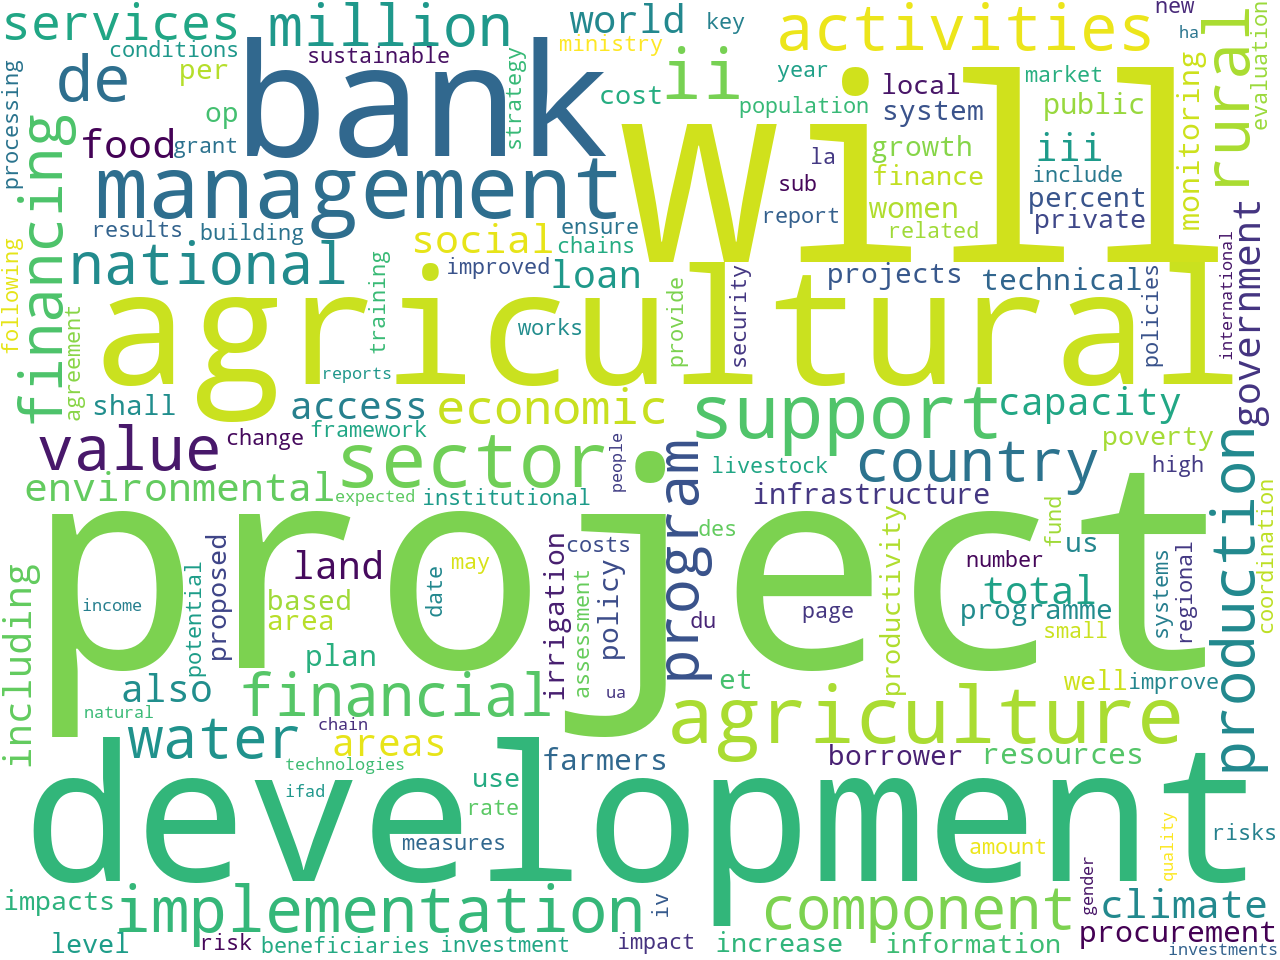 services
million
world
key
activities
new
ha
conditions
sustainable
ministry
rural
evaluation
de
per
bank
strategy
cost
ii
year
local
market
monitoring
processing
op
population
system
public
food
grant
will
la
growth
iii
financing
management
sub
finance
include
percent
results
building
social
ensure
chains
report
women
related
private
government
following
national
training
improved
loan
provide
security
projects
technical
policies
international
agricultural
works
agreement
reports
shall
access
economic
support
capacity
value
change
framework
sector
people
program
livestock
country
poverty
high
production
environmental
expected
institutional
infrastructure
coordination
project
des
productivity
fund
us
including
potential
proposed
land
irrigation
costs
policy
may
date
number
total
systems
regional
income
based
area
assessment
du
page
programme
small
plan
also
financial
ua
et
well
improve
natural
chain
agriculture
water
areas
farmers
borrower
resources
technologies
ifad
use
rate
development
measures
amount
quality
risks
impacts
implementation
iv
component
gender
climate
level
risk
beneficiaries
investment
impact
increase
information
procurement
investments